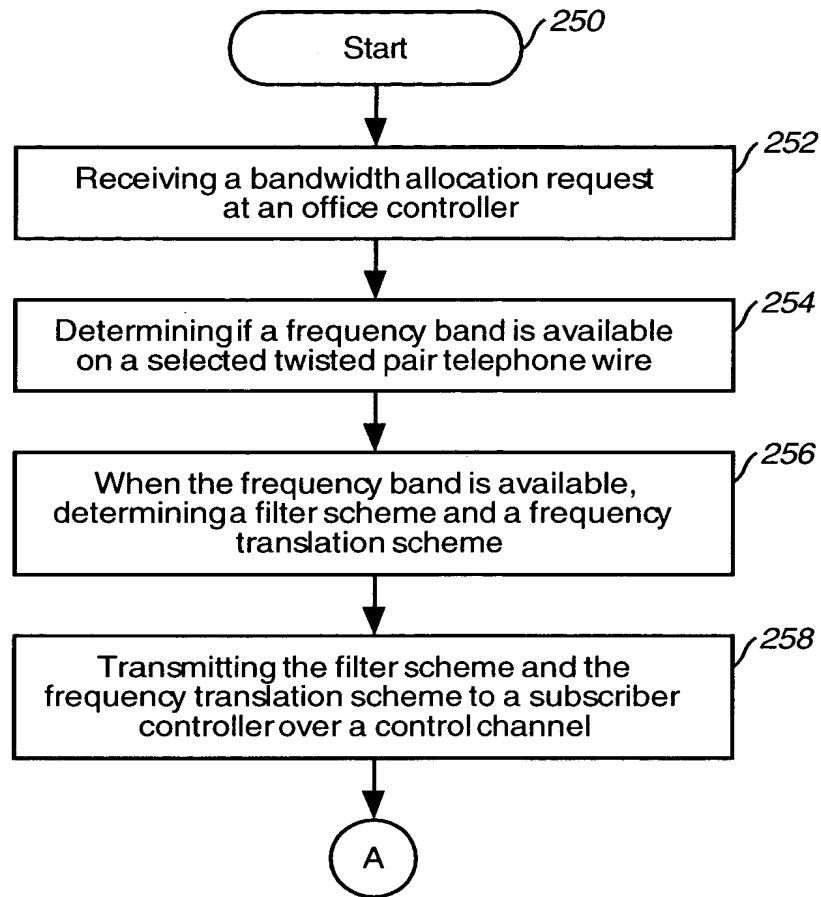 Start
250
252
Receiving a bandwidth allocation request
at an office controller
254
Determining if a frequency band is available
on a selected twisted pair telephone wire
256
When the frequency band is available,
determining a filter scheme and a frequency
translation scheme
258
Transmitting the filter scheme and the
frequency translation scheme to a subscriber
controller over a control channel
A